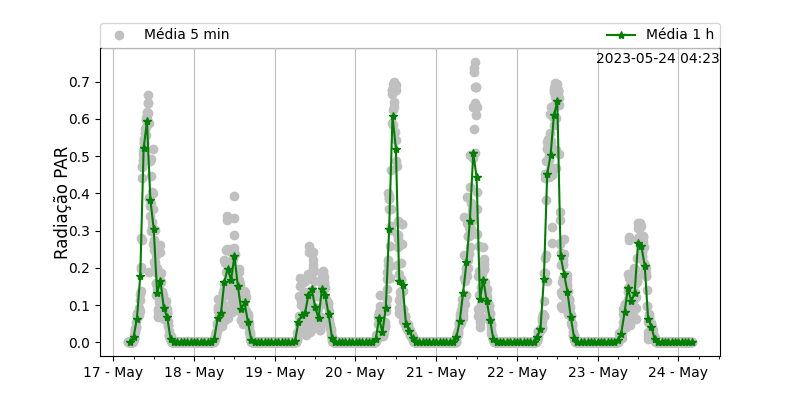 Média 5 min
Média 1 h
2023-05-24 04:23
Radiação PAR
0.7
0.6
0.5
0.4
0.3
0.2
0.1
0.0
17 - May
18 - May
19 - May
20 - May
21 - May
22 - May
23 - May
24 - May